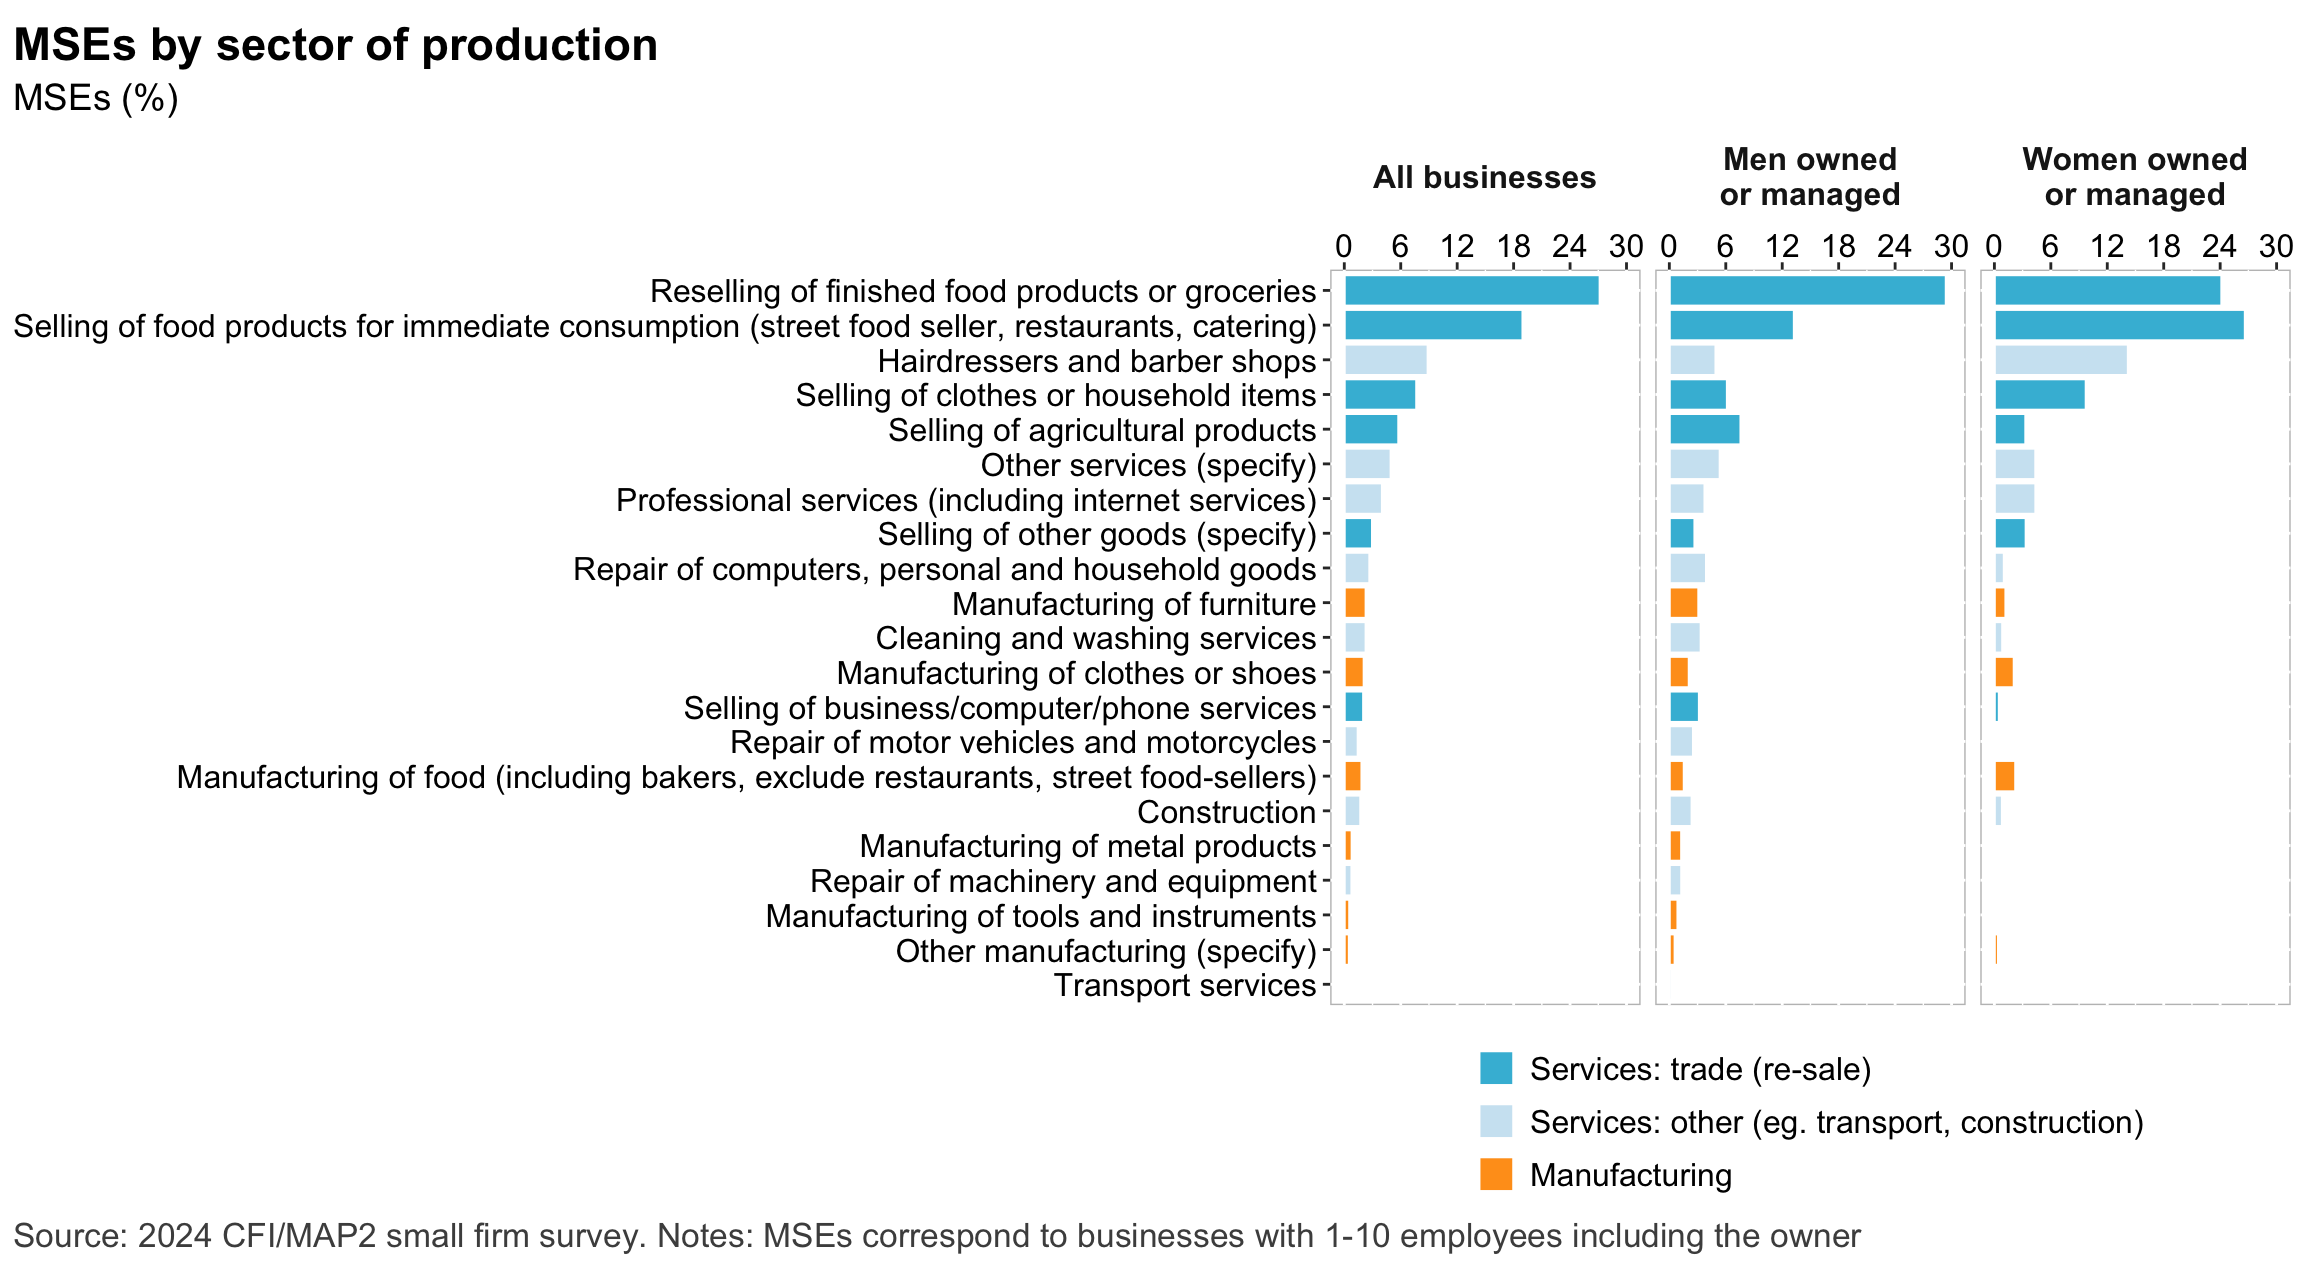 MSEs by sector of production
MSEs (%)
All businesses
Men owned
or managed
Women owned
or managed
0 6 12 18 24 30
0 6 12 18 24 30
0 6 12 18 24 30
Reselling of finished food products or groceries
Selling of food products for immediate consumption (street food seller, restaurants, catering)
Hairdressers and barber shops
Selling of clothes or household items
Selling of agricultural products
Other services (specify)
Professional services (including internet services)
Selling of other goods (specify)
Repair of computers, personal and household goods
Manufacturing of furniture
Cleaning and washing services
Manufacturing of clothes or shoes
Selling of business/computer/phone services
Repair of motor vehicles and motorcycles
Manufacturing of food (including bakers, exclude restaurants, street food-sellers)
Construction
Manufacturing of metal products
Repair of machinery and equipment
Manufacturing of tools and instruments
Other manufacturing (specify)
Transport services
Services: trade (re-sale)
Services: other (eg. transport, construction)
Manufacturing
Source: 2024 CFI/MAP2 small firm survey. Notes: MSEs correspond to businesses with 1-10 employees including the owner